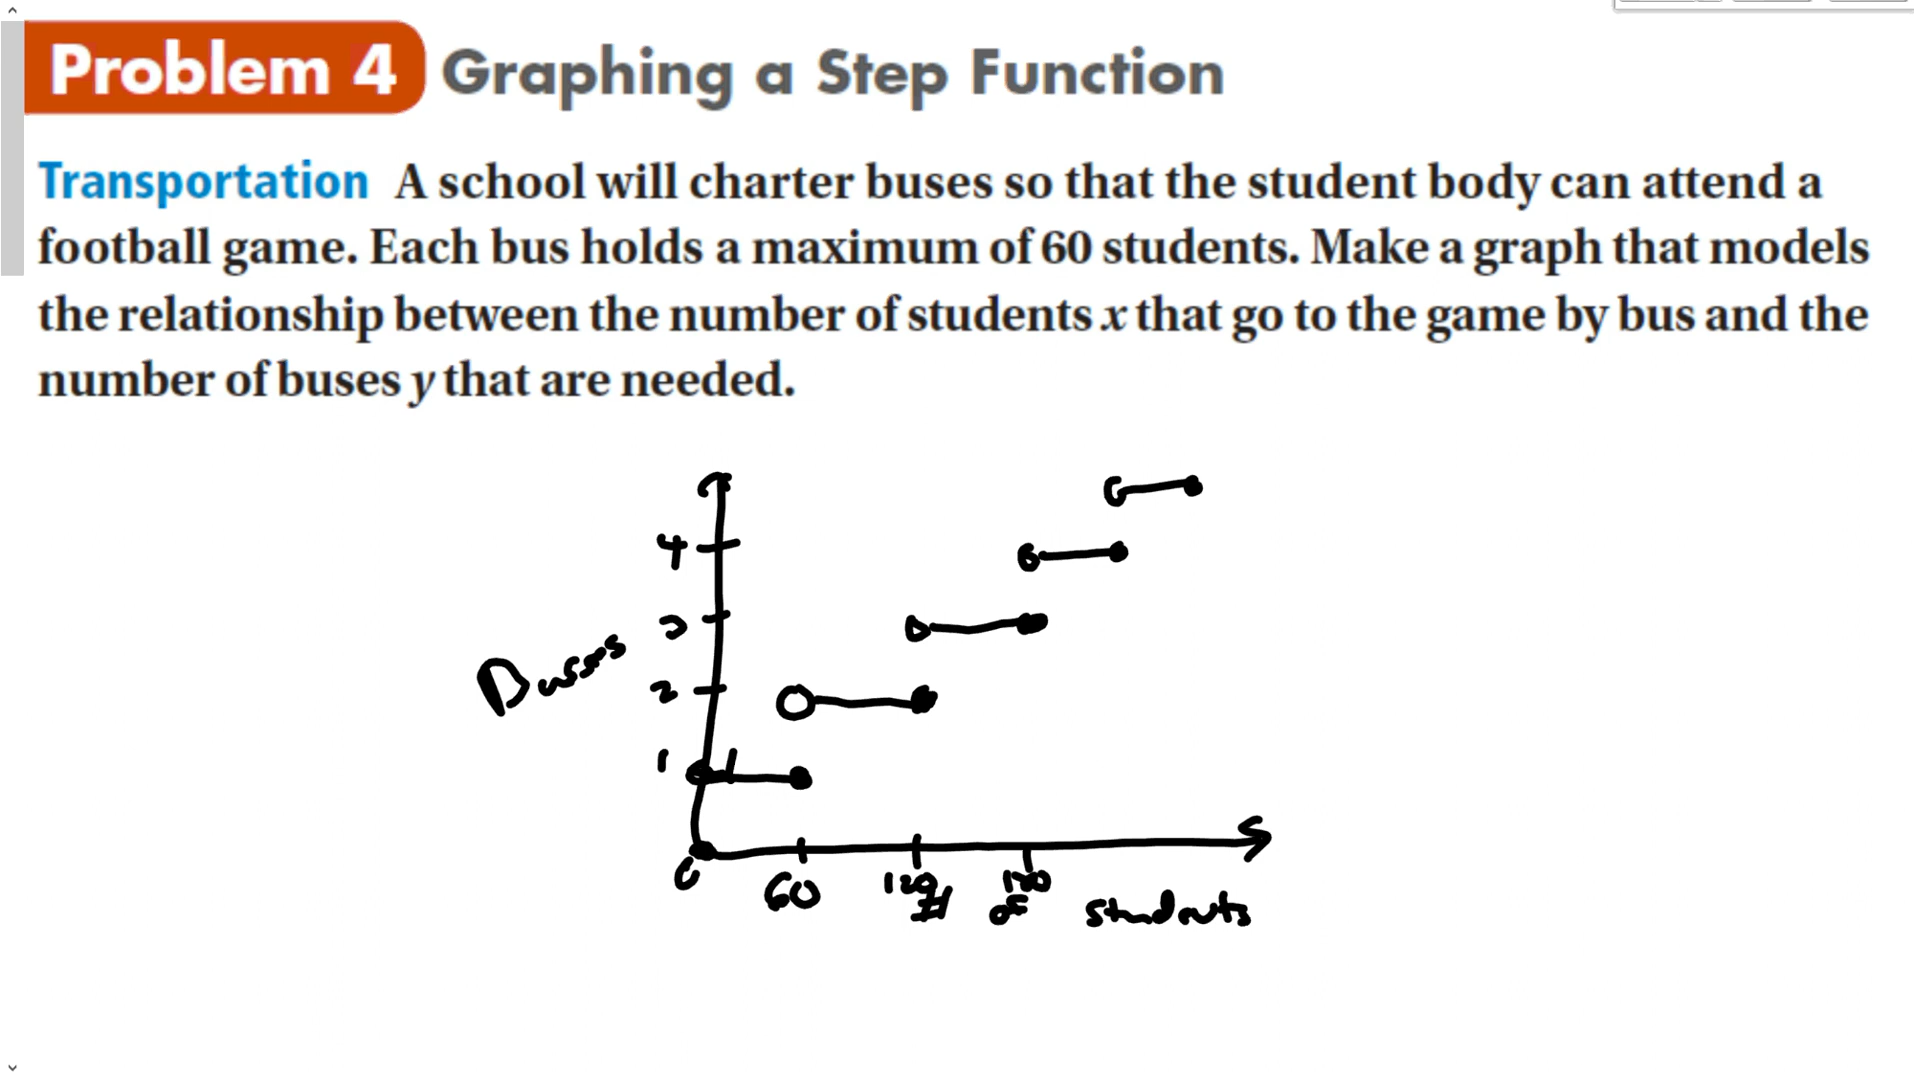 Problem 4 Graphing a Step Function
Transportation A school will charter buses so that the student body can attend a
football game. Each bus holds a maximum of 60 students. Make a graph that models
the relationship between the number of students x that go to the game by bus and the
number of buses y that are needed.
4
3
Busses
2
1
0
60 120 180
# of students